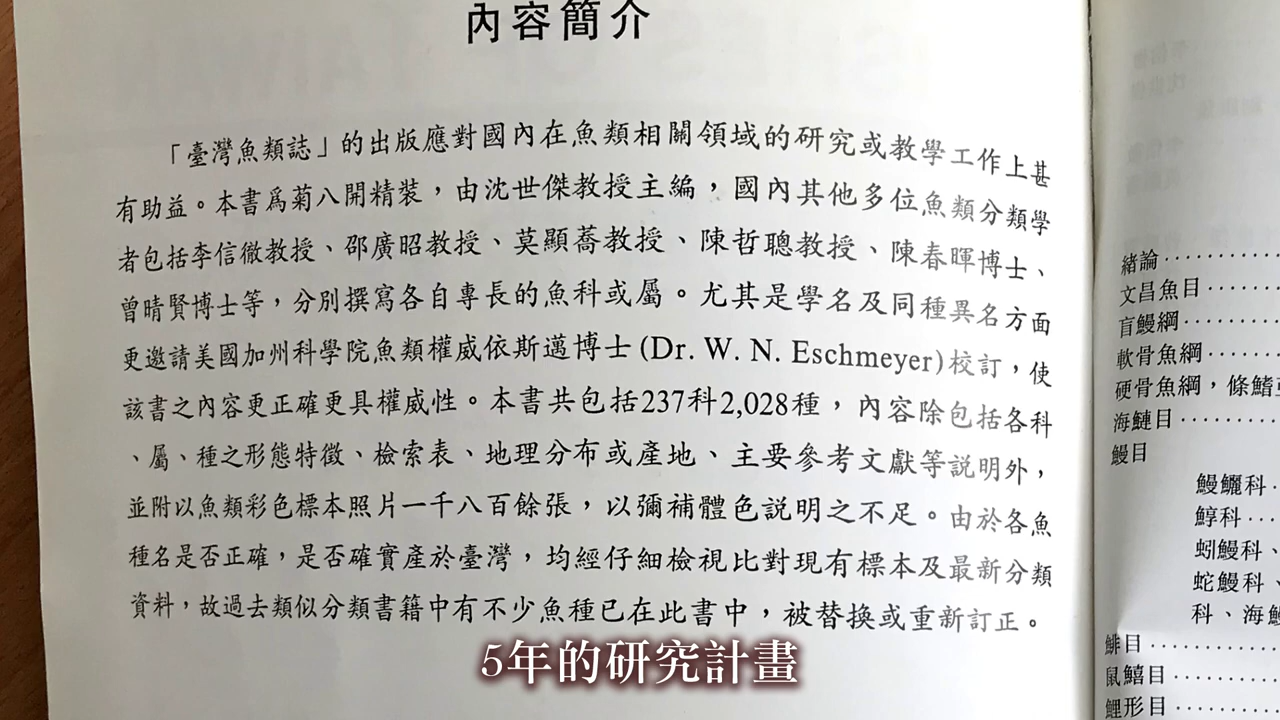 內容簡介
「臺灣魚類誌」的出版應對國內在魚類相關領域的研究或教學工作上甚
有助益。本書爲菊八開精裝，由沈世傑教授主編，國內其他多位魚類分類學
者包括李信徹教授、邵廣昭教授、莫顯蕎教授、陳哲聰教授、陳春暉博士、
曾晴賢博士等，分別撰寫各自專長的魚科或屬。尤其是學名及同種異名方面
更邀請美國加州科學院魚類權威依斯邁博士(Dr. W. N. Eschmeyer)校訂，使
該書之內容更正確更具權威性。本書共包括237科2,028種，內容除包括各科
、屬、種之形態特徵、檢索表、地理分布或產地、主要參考文獻等説明外，
並附以魚類彩色標本照片一千八百餘張，以彌補體色説明之不足。由於各魚
種名是否正確，是否確實產於臺灣，均經仔細檢視比對現有標本及最新分類
資料，故過去類似分類書籍中有不少魚種已在此書中，被替換或重新訂正。
緒論··········
文昌魚目·······
盲鰻綱·········
軟骨魚綱·······
硬骨魚綱，條鰭
海鰱目·········
鰻目
鰻鱺科··
鯙科····
蚓鰻科、
蛇鰻科、
科、海鰻
鯡目···········
鼠鱚目·········
鯉形目·········
5年的研究計畫